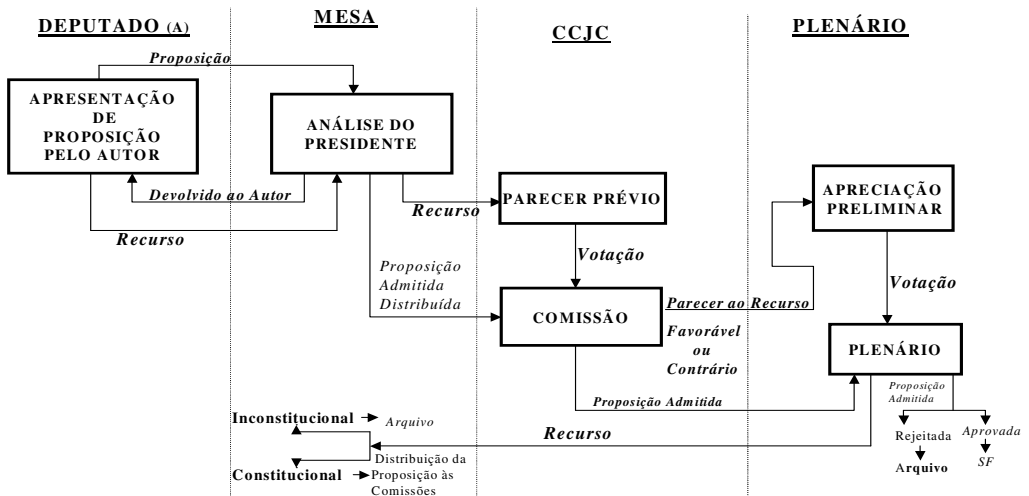 DEPUTADO (A)
MESA
CCJC
PLENÁRIO
Proposição
APRESENTAÇÃO
DE
PROPOSIÇÃO
PELO AUTOR
ANÁLISE DO
PRESIDENTE
Devolvido ao Autor
Recurso
Recurso
PARECER PRÉVIO
APRECIAÇÃO
PRELIMINAR
Votação
Proposição
Admitida
Distribuída
COMISSÃO
Parecer ao Recurso
Favorável
ou
Contrário
Votação
PLENÁRIO
Proposição Admitida
Proposição
Admitida
Rejeitada
Aprovada
Arquivo
SF
Recurso
Inconstitucional
Arquivo
Constitucional
Distribuição da
Proposição às
Comissões